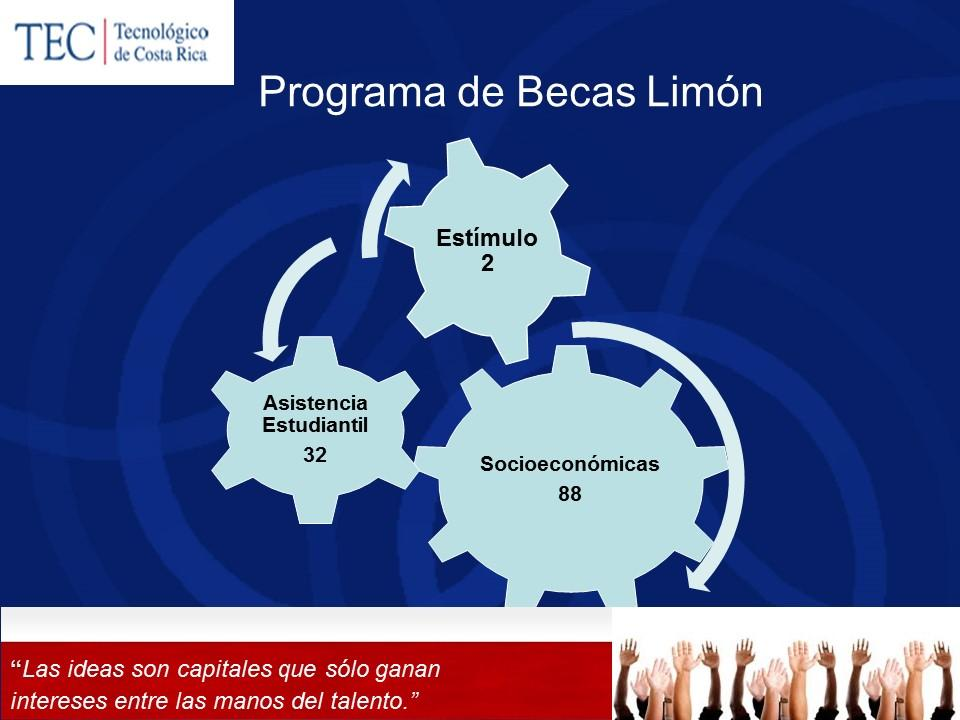 TEC
Tecnológico
de Costa Rica
Programa de Becas Limón
Estímulo
2
Asistencia
Estudiantil
32
Socioeconómicas
88
“Las ideas son capitales que sólo ganan
intereses entre las manos del talento.”